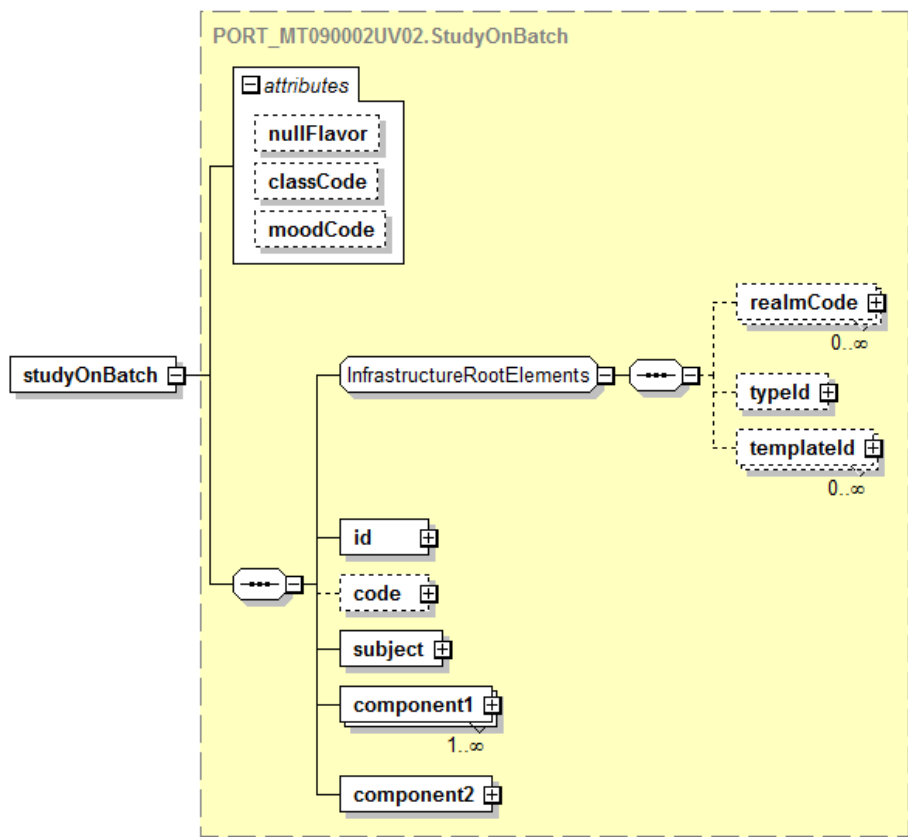 PORT_MT090002UV02.StudyOnBatch
attributes
nullFlavor
classCode
moodCode
studyOnBatch
InfrastructureRootElements
realmCode
0..∞
typeId
templateId
0..∞
id
code
subject
component1
1..∞
component2